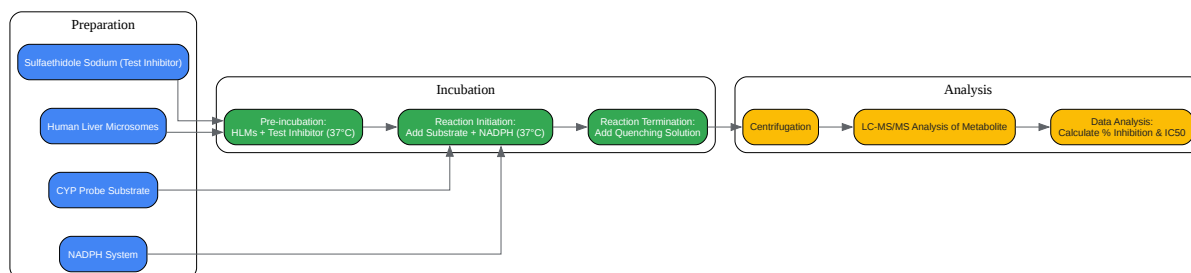 Preparation
Sulfaethidole Sodium (Test Inhibitor)
Human Liver Microsomes
CYP Probe Substrate
NADPH System
Incubation
Pre-incubation:
HLMs + Test Inhibitor (37°C)
Reaction Initiation:
Add Substrate + NADPH (37°C)
Reaction Termination:
Add Quenching Solution
Analysis
Centrifugation
LC-MS/MS Analysis of Metabolite
Data Analysis:
Calculate % Inhibition & IC50